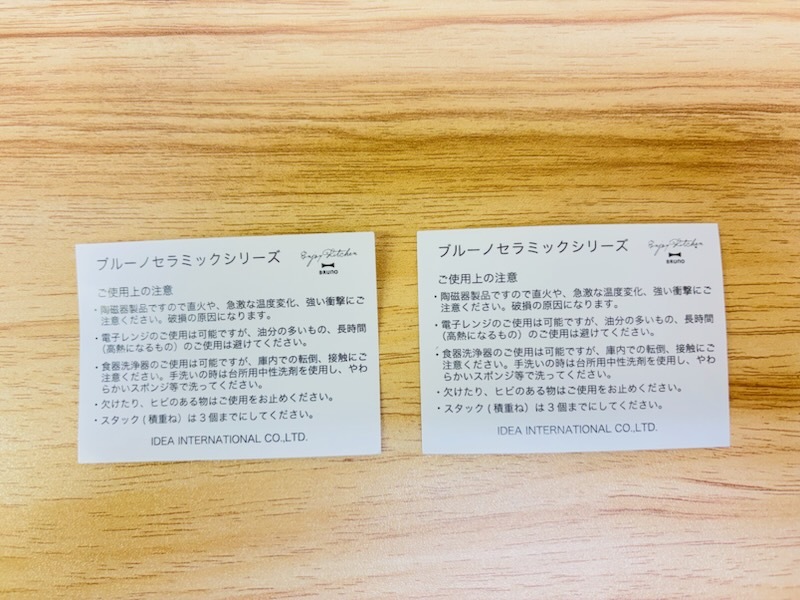 ブルーノセラミックシリーズ
Enjoy Kitchen
BRUNO
ご使用上の注意
・陶磁器製品ですので直火や、急激な温度変化、強い衝撃にご
注意ください。破損の原因になります。
・電子レンジのご使用は可能ですが、油分の多いもの、長時間
（高熱になるもの）のご使用は避けてください。
・食器洗浄器のご使用は可能ですが、庫内での転倒、接触にご
注意ください。手洗いの時は台所用中性洗剤を使用し、やわ
らかいスポンジ等で洗ってください。
・欠けたり、ヒビのある物はご使用をお止めください。
・スタック(積重ね)は３個までにしてください。
IDEA INTERNATIONAL CO.,LTD.
ブルーノセラミックシリーズ
Enjoy Kitchen
BRUNO
ご使用上の注意
・陶磁器製品ですので直火や、急激な温度変化、強い衝撃にご
注意ください。破損の原因になります。
・電子レンジのご使用は可能ですが、油分の多いもの、長時間
（高熱になるもの）のご使用は避けてください。
・食器洗浄器のご使用は可能ですが、庫内での転倒、接触にご
注意ください。手洗いの時は台所用中性洗剤を使用し、やわ
らかいスポンジ等で洗ってください。
・欠けたり、ヒビのある物はご使用をお止めください。
・スタック(積重ね)は３個までにしてください。
IDEA INTERNATIONAL CO.,LTD.